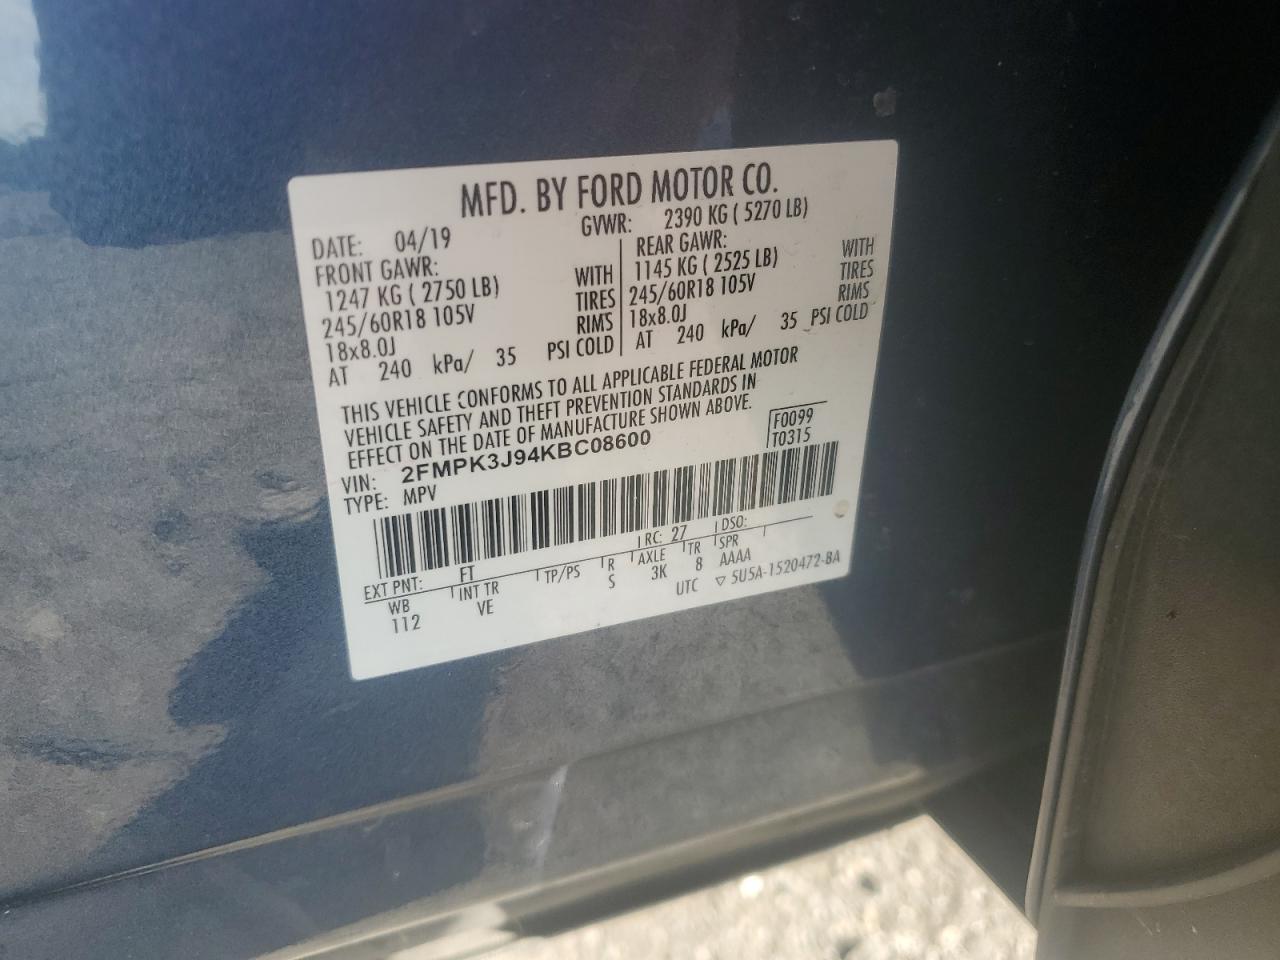 MFD. BY FORD MOTOR CO.
DATE: 04/19 GVWR: 2390 KG ( 5270 LB)
FRONT GAWR: REAR GAWR:
1247 KG ( 2750 LB) WITH 1145 KG ( 2525 LB) WITH
245/60R18 105V TIRES 245/60R18 105V TIRES
18x8.0J RIMS 18x8.0J RIMS
AT 240 kPa/ 35 PSI COLD AT 240 kPa/ 35 PSI COLD
THIS VEHICLE CONFORMS TO ALL APPLICABLE FEDERAL MOTOR
VEHICLE SAFETY AND THEFT PREVENTION STANDARDS IN
EFFECT ON THE DATE OF MANUFACTURE SHOWN ABOVE.
F0099
VIN: 2FMPK3J94KBC08600 T0315
TYPE: MPV
EXT PNT: FT RC: 27 DSO:
WB INT TR TP/PS R AXLE TR SPR
112 VE S 3K 8 AAAA
UTC ▽ 5U5A-1520472-BA